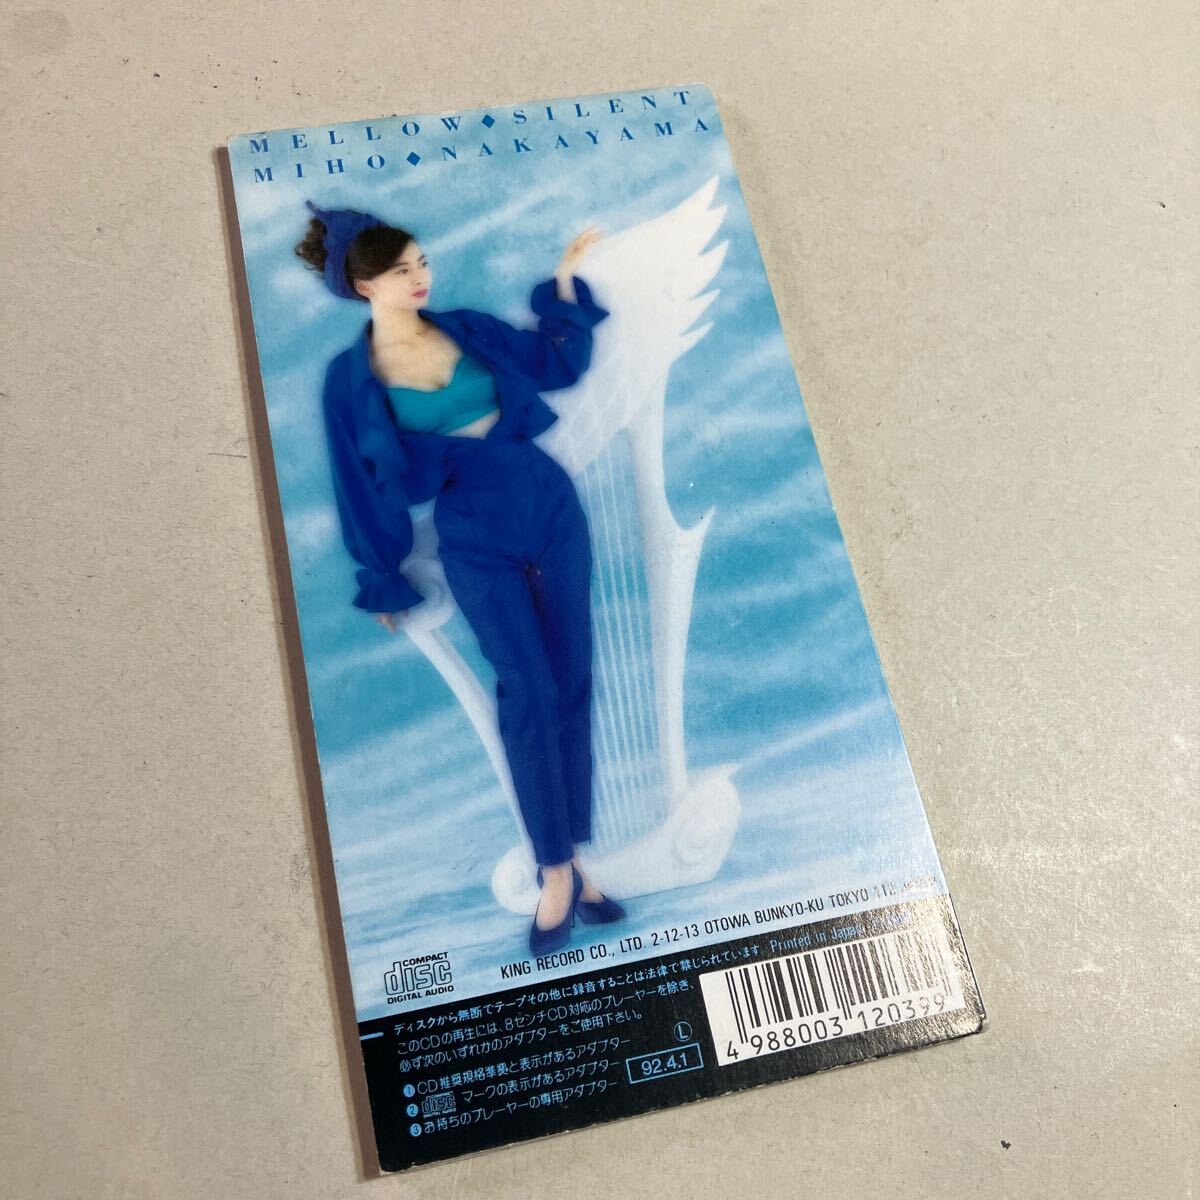 MELLOW◆SILENT
MIHO◆NAKAYAMA
COMPACT
disc
DIGITAL AUDIO
KING RECORD CO., LTD. 2-12-13 OTOWA BUNKYO-KU TOKYO
ディスクから無断でテープその他に録音することは法律で禁じられています。Printed in Japan
このCDの再生には、8センチCD対応のプレーヤーを除き、
必ず次のいずれかのアダプターをご使用下さい。
①CD推奨規格準拠と表示があるアダプター
② COMPACT disc DIGITAL AUDIO マークの表示があるアダプター
③お持ちのプレーヤーの専用アダプター
Ⓛ
92.4.1
4 988003 120399